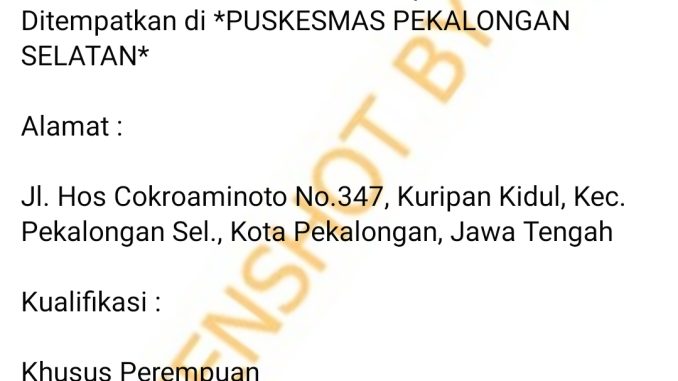 Ditempatkan di *PUSKESMAS PEKALONGAN
SELATAN*
Alamat :
Jl. Hos Cokroaminoto No.347, Kuripan Kidul, Kec.
Pekalongan Sel., Kota Pekalongan, Jawa Tengah
Kualifikasi :
Khusus Perempuan
ENSHOT BY